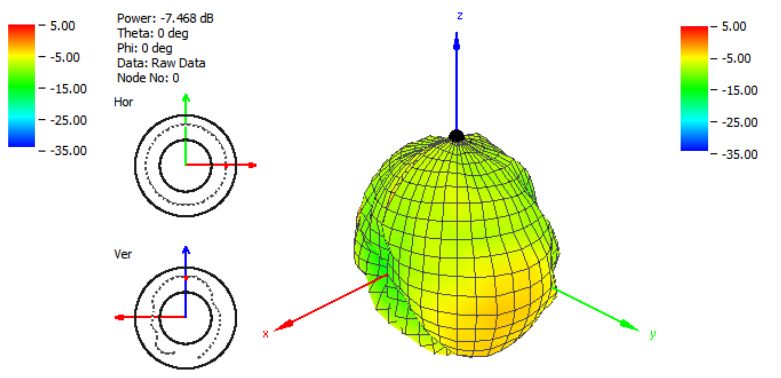 5.00
-5.00
-15.00
-25.00
-35.00
Power: -7.468 dB
Theta: 0 deg
Phi: 0 deg
Data: Raw Data
Node No: 0
Hor
Ver
z
x
y
5.00
-5.00
-15.00
-25.00
-35.00